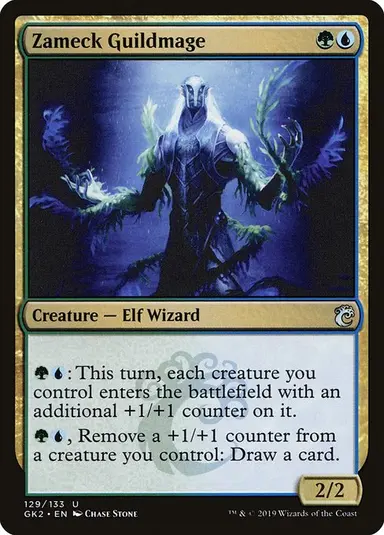 Zameck Guildmage
Creature — Elf Wizard
: This turn, each creature you
control enters the battlefield with an
additional +1/+1 counter on it.
, Remove a +1/+1 counter from
a creature you control: Draw a card.
2/2
129/133 U
GK2 • EN Chase Stone
™ & © 2019 Wizards of the Coast